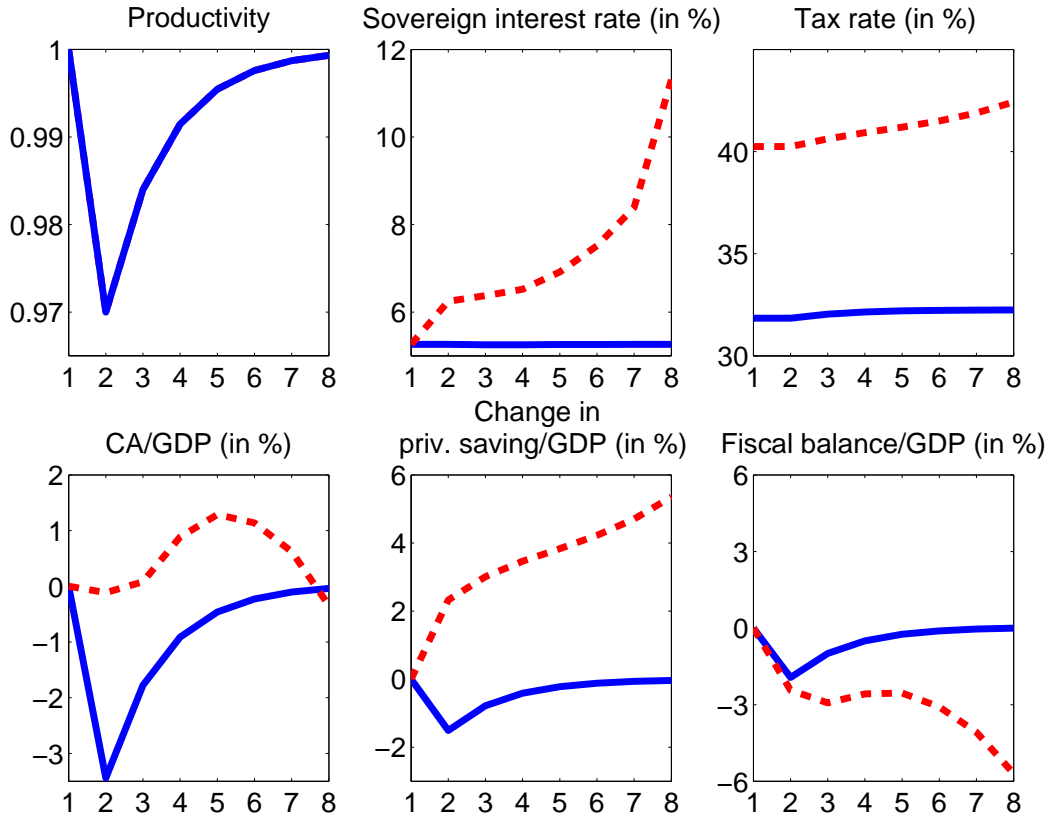 Productivity
1
0.99
0.98
0.97
1 2 3 4 5 6 7 8
Sovereign interest rate (in %)
12
10
8
6
1 2 3 4 5 6 7 8
Tax rate (in %)
40
35
30
1 2 3 4 5 6 7 8
CA/GDP (in %)
2
1
0
−1
−2
−3
1 2 3 4 5 6 7 8
Change in
priv. saving/GDP (in %)
6
4
2
0
−2
1 2 3 4 5 6 7 8
Fiscal balance/GDP (in %)
6
3
0
−3
−6
1 2 3 4 5 6 7 8